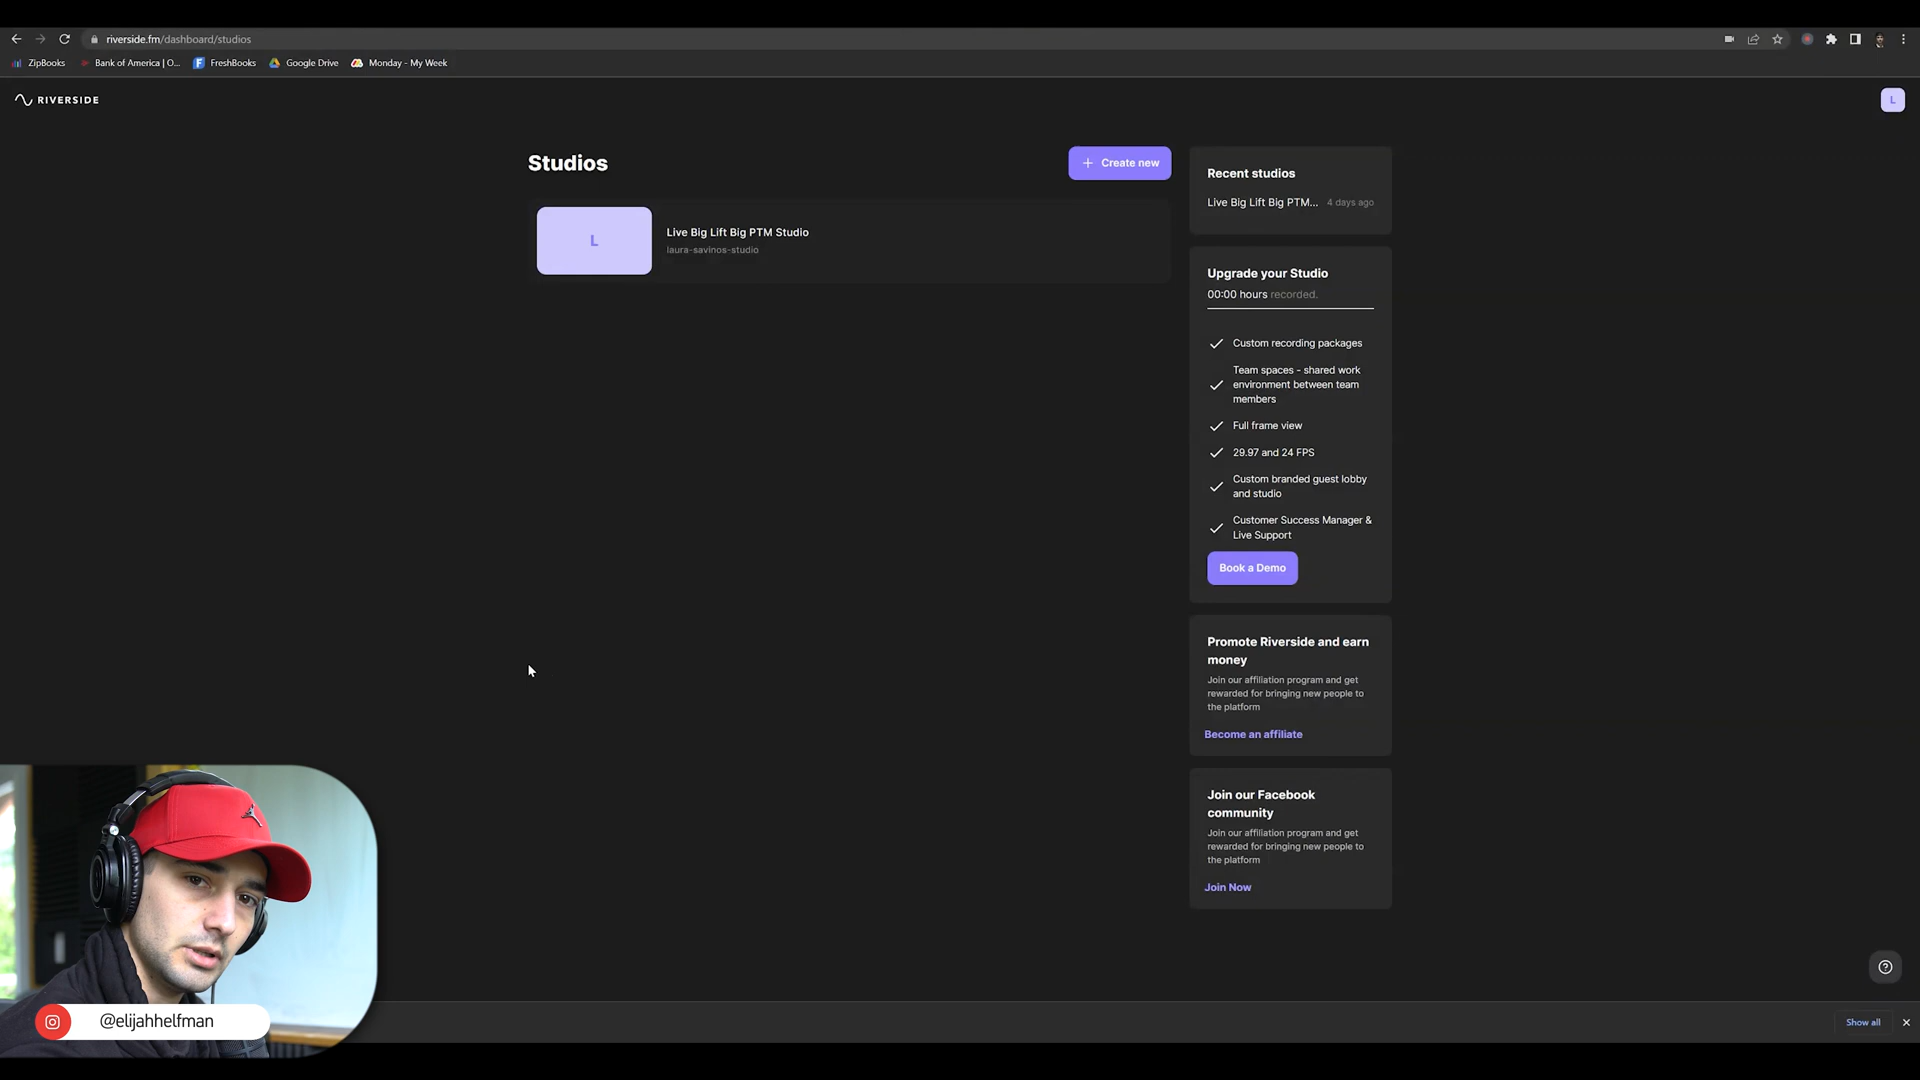 riverside.fm/dashboard/studios
ZipBooks
Bank of America | O...
FreshBooks
Google Drive
Monday - My Week
RIVERSIDE
L
Studios
Create new
L
Live Big Lift Big PTM Studio
laura-savinos-studio
Recent studios
Live Big Lift Big PTM... 4 days ago
Upgrade your Studio
00:00 hours recorded.
Custom recording packages
Team spaces - shared work
environment between team
members
Full frame view
29.97 and 24 FPS
Custom branded guest lobby
and studio
Customer Success Manager &
Live Support
Book a Demo
Promote Riverside and earn
money
Join our affiliation program and get
rewarded for bringing new people to
the platform
Become an affiliate
Join our Facebook
community
Join our affiliation program and get
rewarded for bringing new people to
the platform
Join Now
@elijahhelfman
Show all